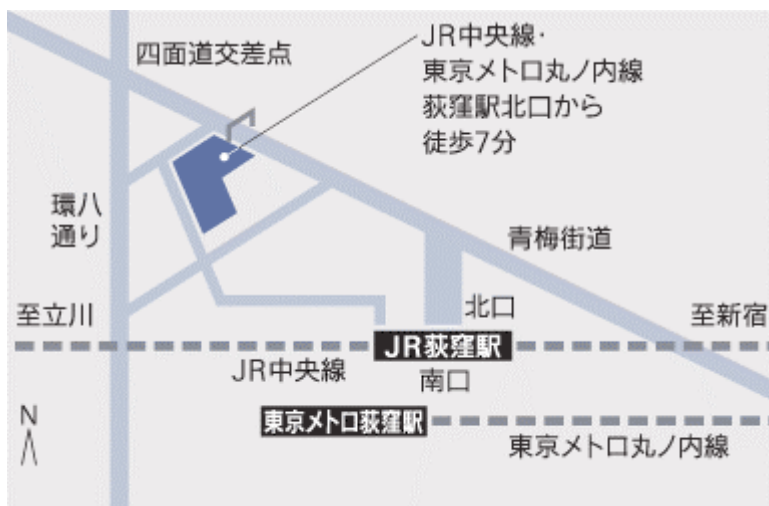 四面道交差点
JR中央線・
東京メトロ丸ノ内線
荻窪駅北口から
徒歩7分
環八
通り
青梅街道
至立川
北口
至新宿
JR荻窪駅
JR中央線
南口
N
東京メトロ荻窪駅
東京メトロ丸ノ内線